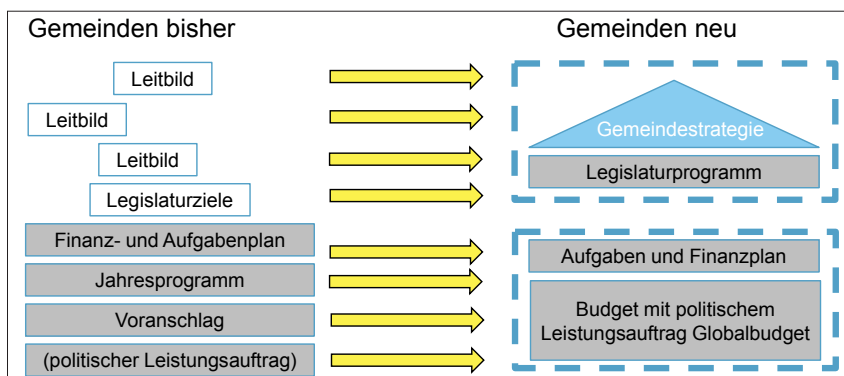 Gemeinden bisher
Gemeinden neu
Leitbild
Leitbild
Leitbild
Legislaturziele
Finanz- und Aufgabenplan
Jahresprogramm
Voranschlag
(politischer Leistungsauftrag)
Gemeindestrategie
Legislaturprogramm
Aufgaben und Finanzplan
Budget mit politischem
Leistungsauftrag Globalbudget